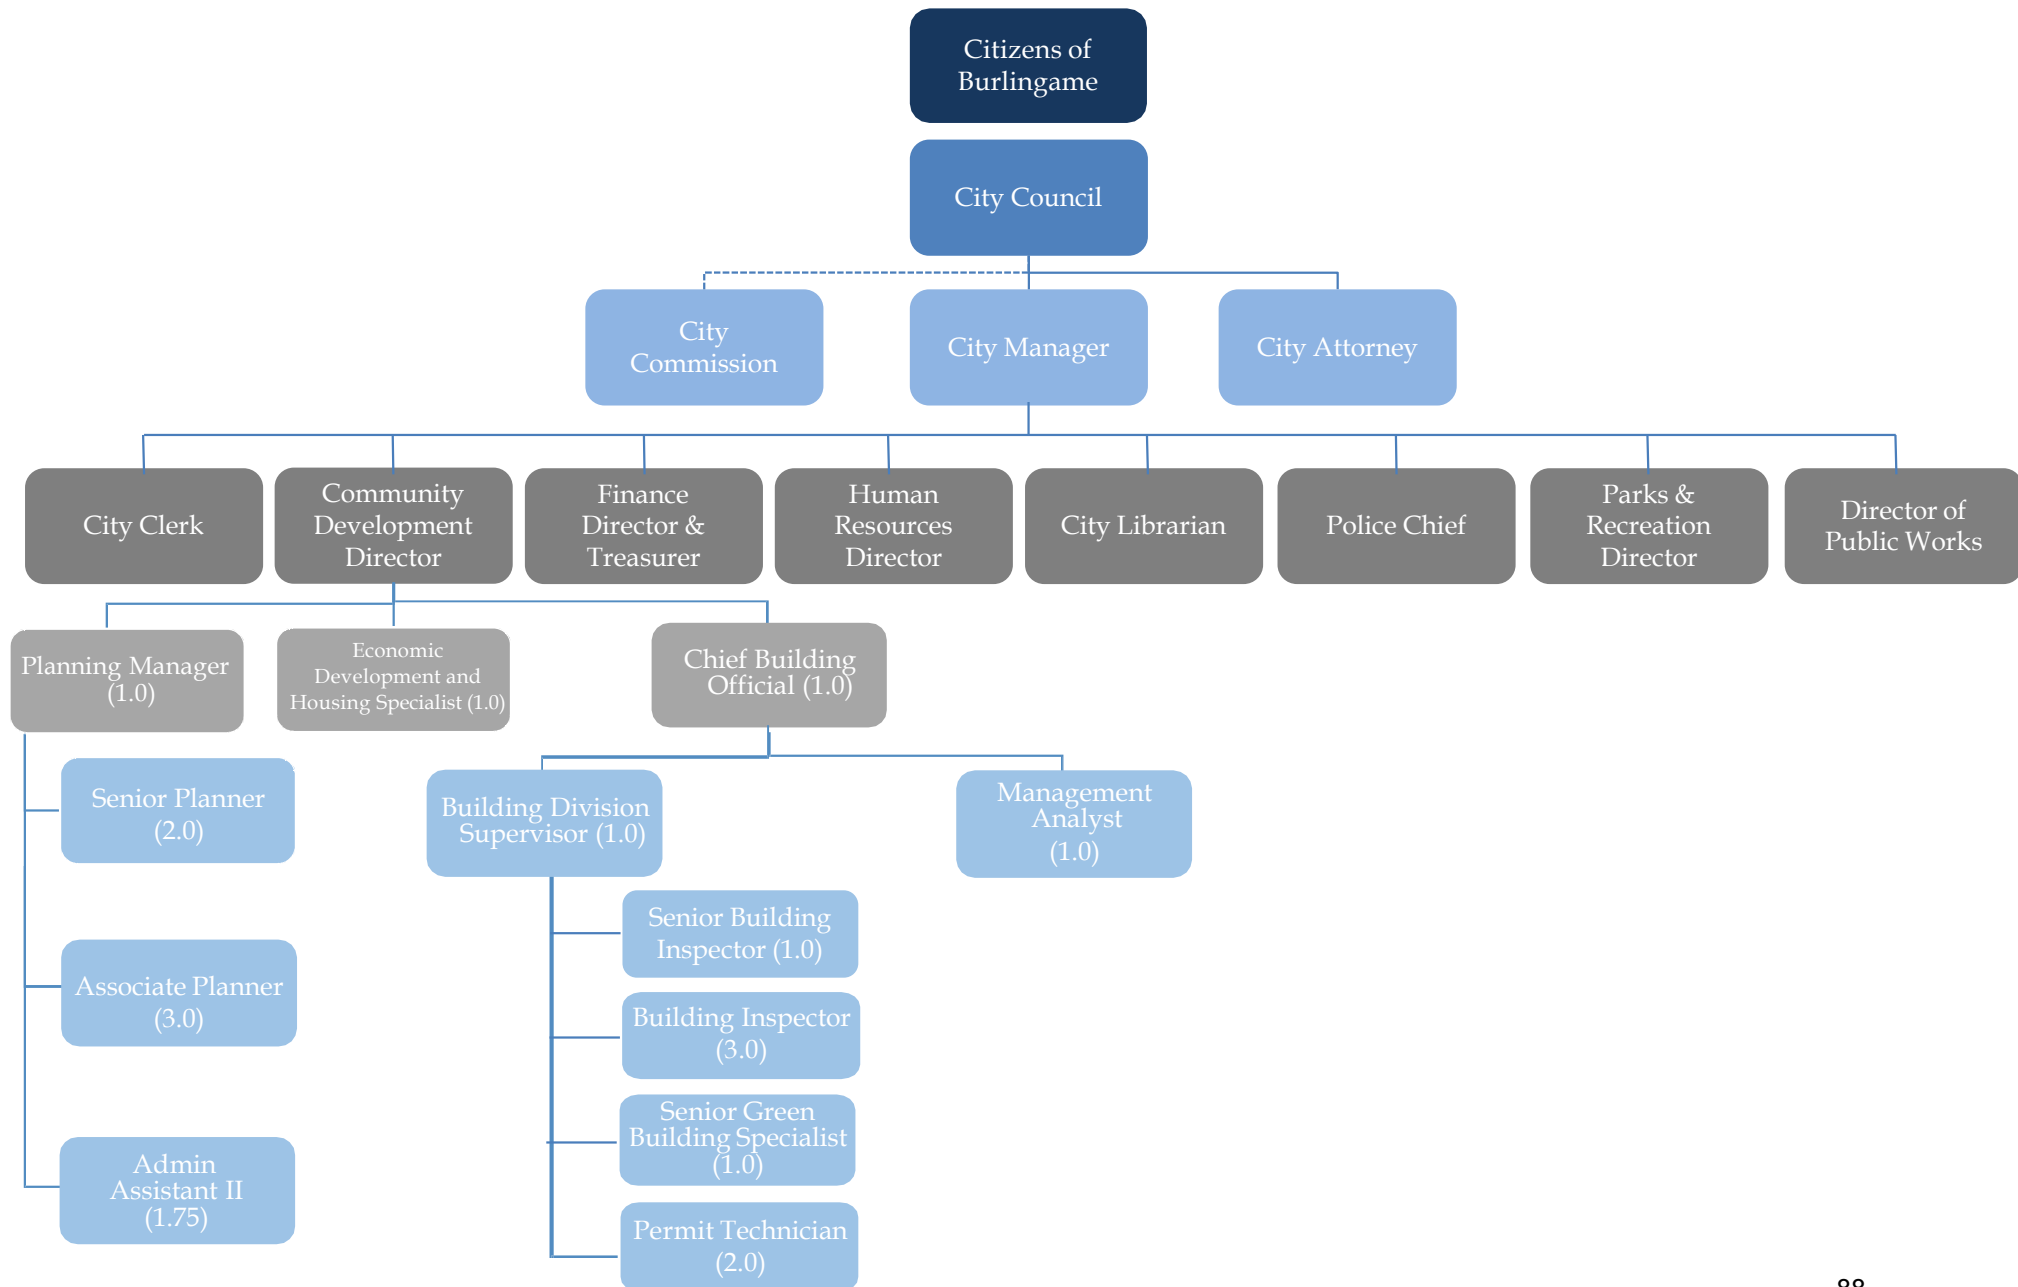 Citizens of
Burlingame
City Council
City
Commission
City Manager
City Attorney
City Clerk
Community
Development
Director
Finance
Director &
Treasurer
Human
Resources
Director
City Librarian
Police Chief
Parks &
Recreation
Director
Director of
Public Works
Planning Manager
(1.0)
Economic
Development and
Housing Specialist (1.0)
Chief Building
Official (1.0)
Senior Planner
(2.0)
Associate Planner
(3.0)
Admin
Assistant II
(1.75)
Building Division
Supervisor (1.0)
Management
Analyst
(1.0)
Senior Building
Inspector (1.0)
Building Inspector
(3.0)
Senior Green
Building Specialist
(1.0)
Permit Technician
(2.0)
88